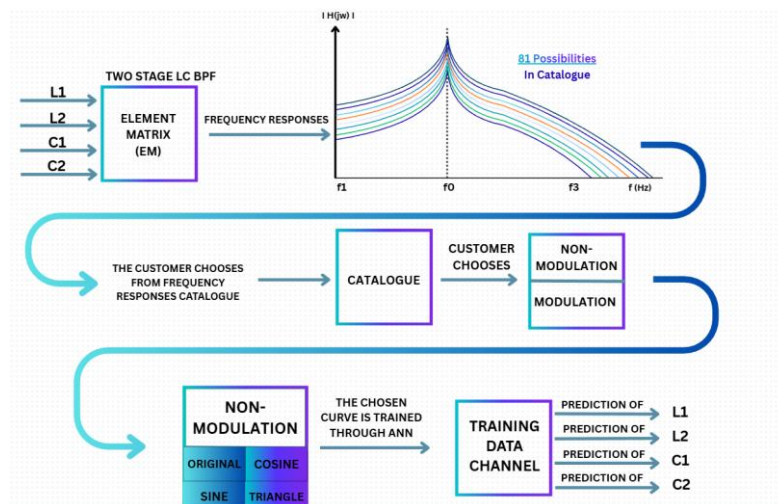 I H(jw) I
TWO STAGE LC BPF
81 Possibilities
In Catalogue
L1
L2
C1
C2
ELEMENT
MATRIX
(EM)
FREQUENCY RESPONSES
f1
f0
f3
f (Hz)
THE CUSTOMER CHOOSES
FROM FREQUENCY
RESPONSES CATALOGUE
CATALOGUE
CUSTOMER
CHOOSES
NON-
MODULATION
MODULATION
NON-
MODULATION
ORIGINAL
COSINE
SINE
TRIANGLE
THE CHOSEN
CURVE IS TRAINED
THROUGH ANN
TRAINING
DATA
CHANNEL
PREDICTION OF L1
PREDICTION OF L2
PREDICTION OF C1
PREDICTION OF C2